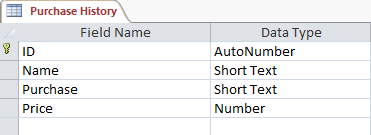 Purchase History
Field Name Data Type
ID AutoNumber
Name Short Text
Purchase Short Text
Price Number